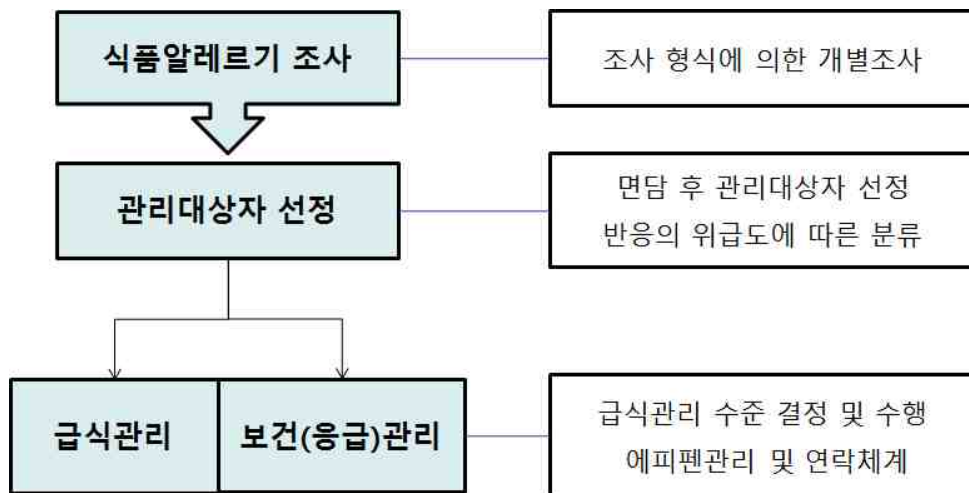 식품알레르기 조사
조사 형식에 의한 개별조사
관리대상자 선정
면담 후 관리대상자 선정
반응의 위급도에 따른 분류
급식관리
보건(응급)관리
급식관리 수준 결정 및 수행
에피펜관리 및 연락체계